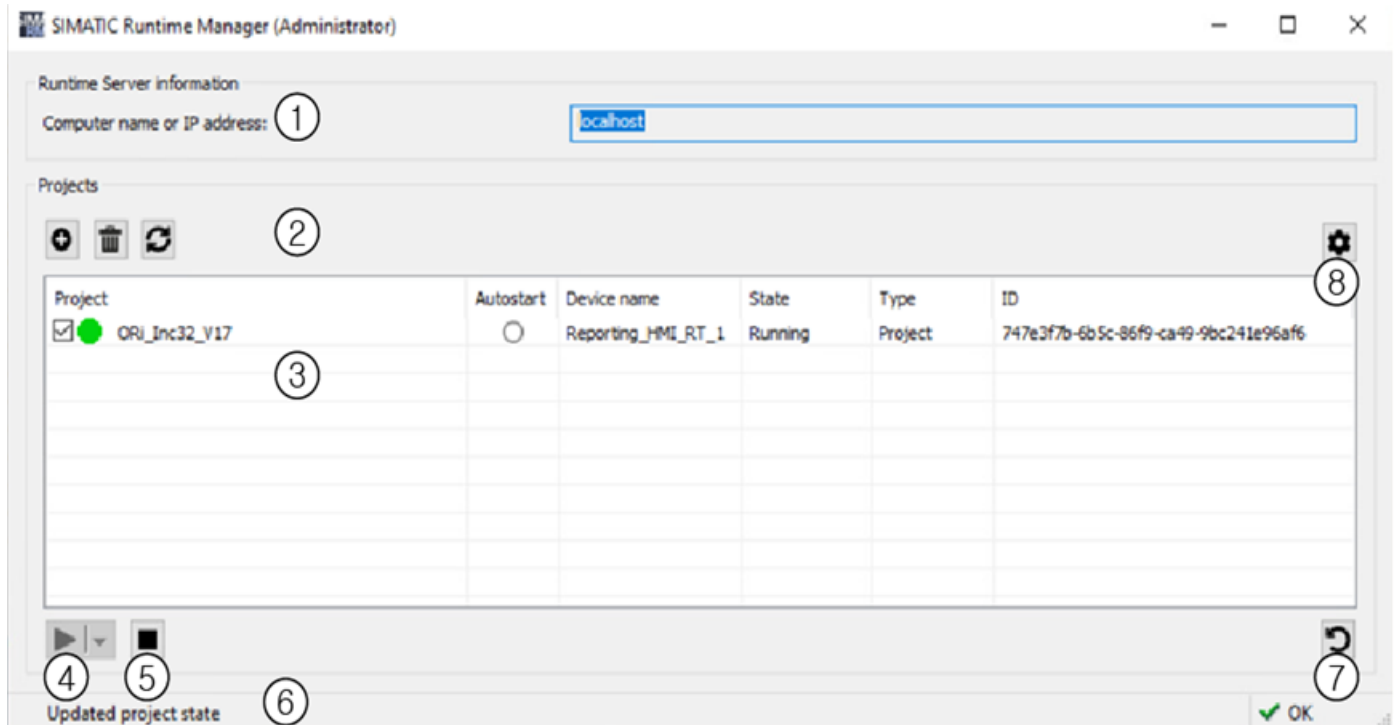 SIMATIC Runtime Manager (Administrator)
Runtime Server information
Computer name or IP address: 1 localhost
Projects
2
8
Project Autostart Device name State Type ID
ORi_Inc32_V17 Reporting_HMI_RT_1 Running Project 747e3f7b-6b5c-86f9-ca49-9bc241e96af6
3
4 5 7
Updated project state 6 OK